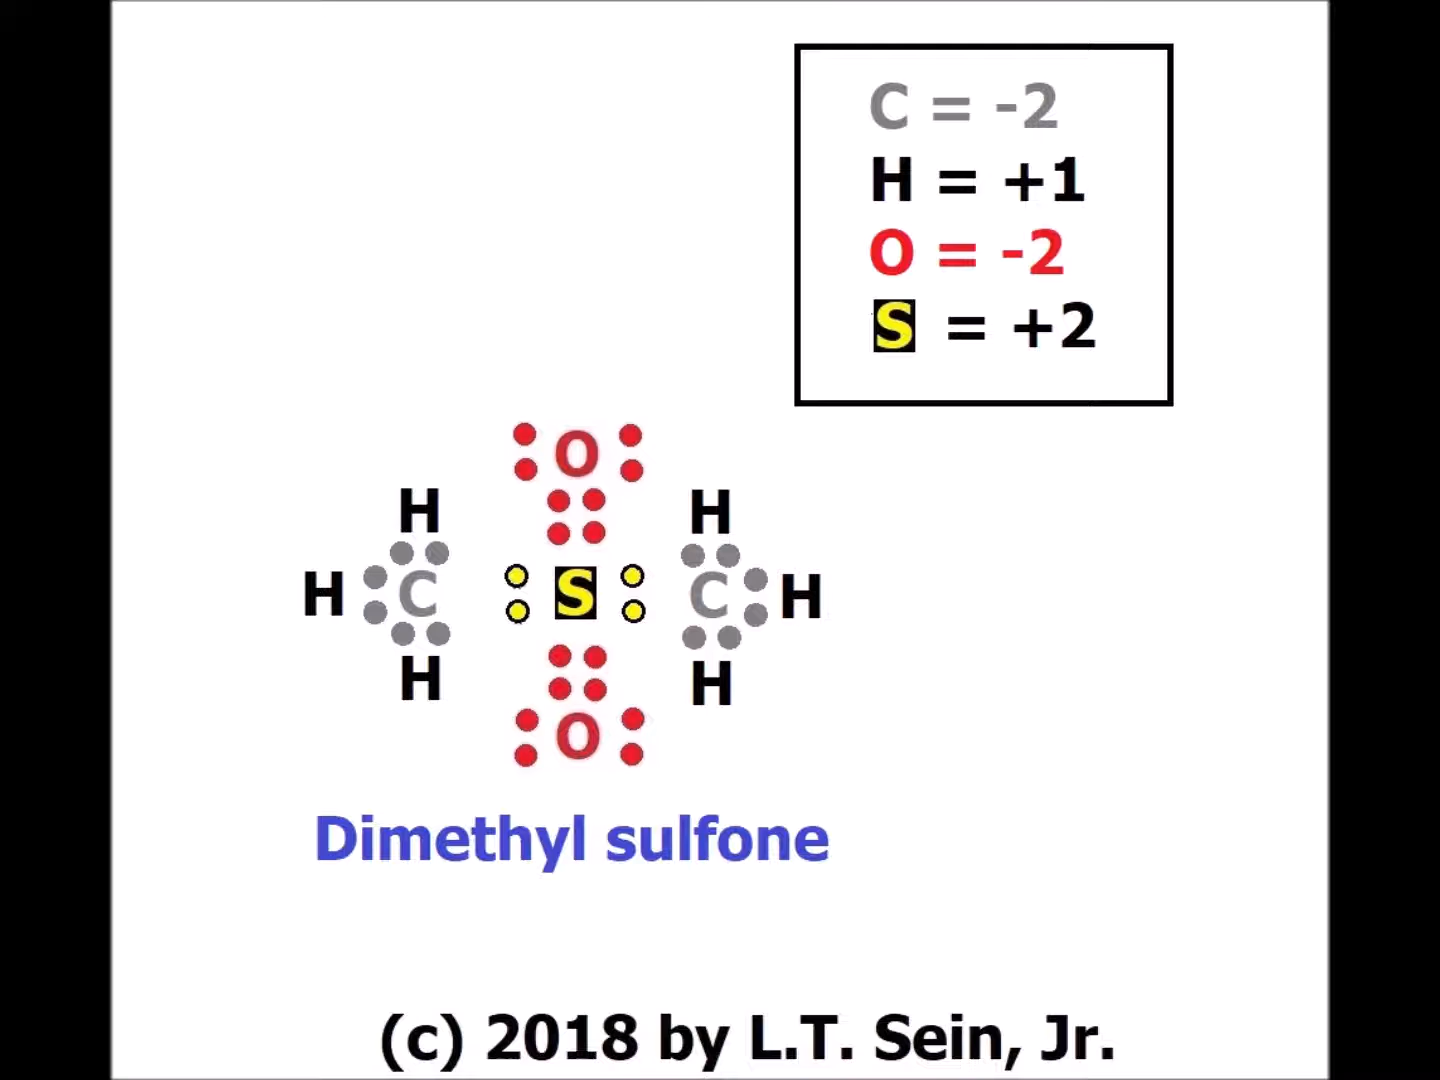 C = -2
H = +1
O = -2
S = +2
O
H H
H C S C H
H H
O
Dimethyl sulfone
(c) 2018 by L.T. Sein, Jr.